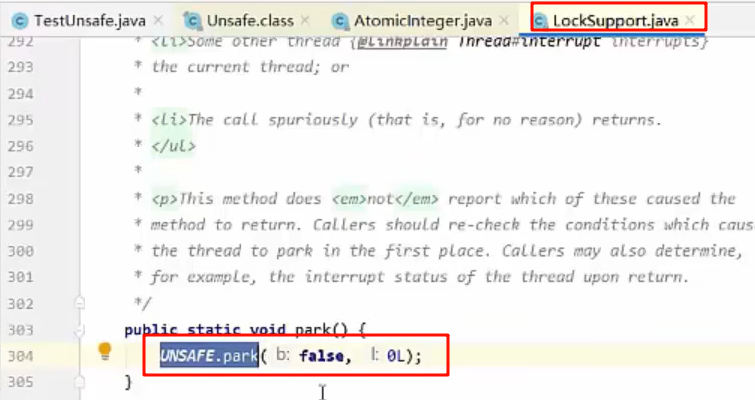 TestUnsafe.java × Unsafe.class × AtomicInteger.java × LockSupport.java ×
292 * <li>Some other thread {@linkplain Thread#interrupt interrupts}
293 * the current thread; or
294 *
295 * <li>The call spuriously (that is, for no reason) returns.
296 * </ul>
297 *
298 * <p>This method does <em>not</em> report which of these caused the
299 * method to return. Callers should re-check the conditions which caus
300 * the thread to park in the first place. Callers may also determine,
301 * for example, the interrupt status of the thread upon return.
302 */
303 public static void park() {
304 UNSAFE.park( b: false, l: 0L);
305 }